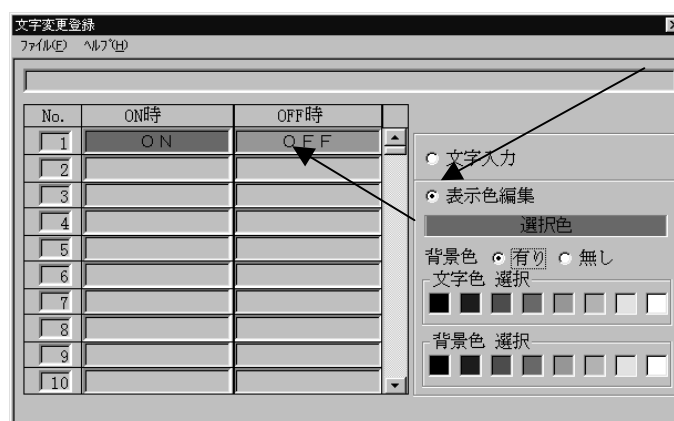 文字変更登録
ファイル(F) ヘルプ(H)
No. ON時 OFF時
1 ON OFF
2
3
4
5
6
7
8
9
10
文字入力
表示色編集
選択色
背景色 有り 無し
文字色 選択
背景色 選択